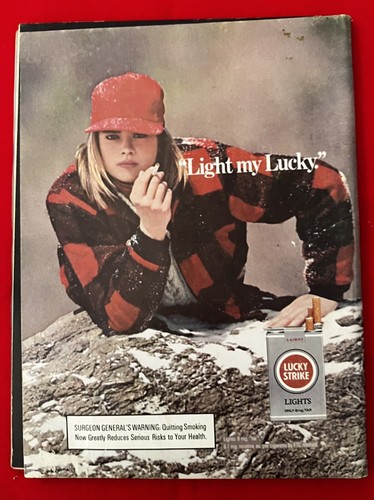 "Light my Lucky."
LIGHTS
LUCKY
STRIKE
LIGHTS
SURGEON GENERAL'S WARNING: Quitting Smoking
Now Greatly Reduces Serious Risks to Your Health.